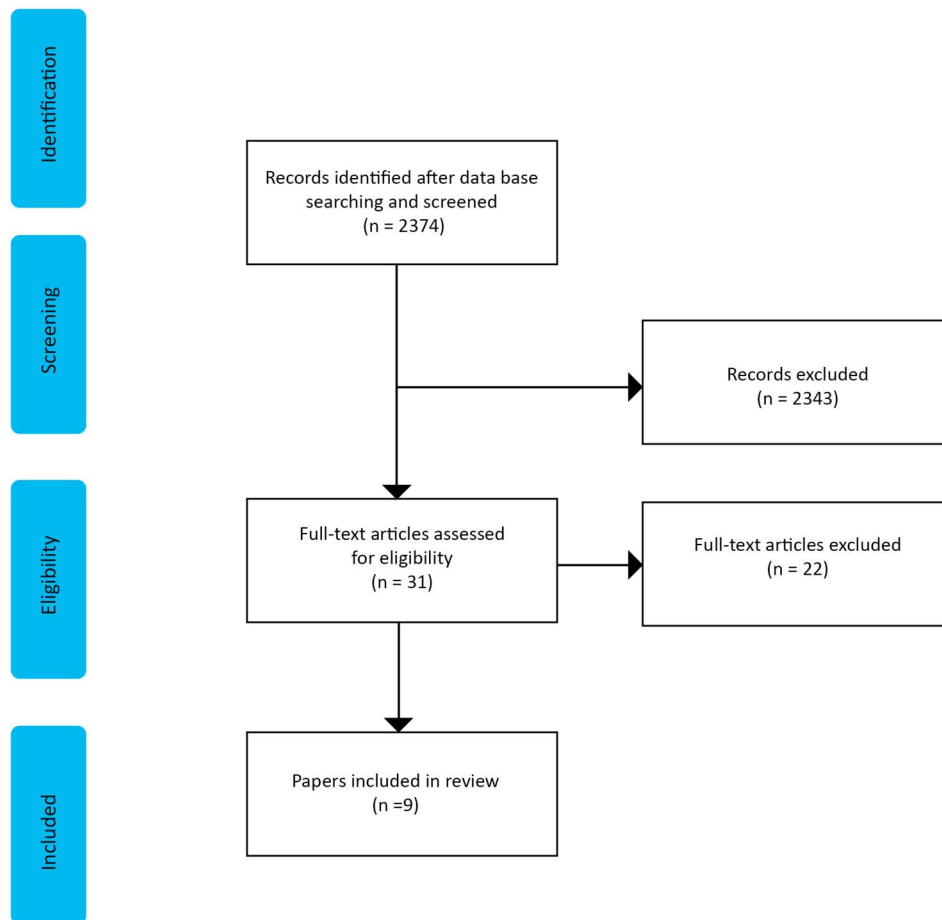 Identification
Records identified after data base
searching and screened
(n = 2374)
Screening
Records excluded
(n = 2343)
Eligibility
Full-text articles assessed
for eligibility
(n = 31)
Full-text articles excluded
(n = 22)
Included
Papers included in review
(n =9)